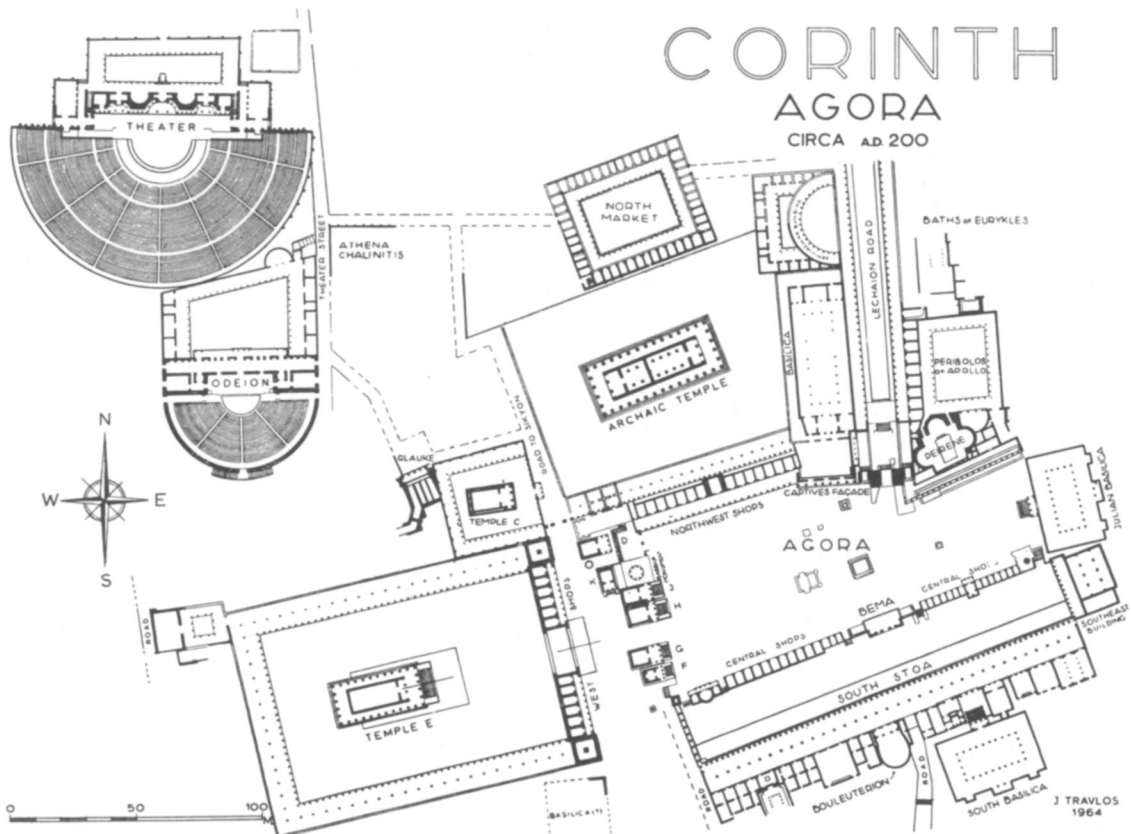 CORINTH
AGORA
CIRCA A.D. 200
THEATER
NORTH
MARKET
BATHS of EURYKLES
ATHENA
CHALINITIS
THEATER STREET
LECHAION ROAD
BASILICA
PERIBOLOS
of APOLLO
ODEION
ARCHAIC TEMPLE
ROAD TO SIKYON
PEIRENE
N
W E
S
GLAUKE
TEMPLE C
CAPTIVES FAÇADE
NORTHWEST SHOPS
JULIAN BASILICA
AGORA
D
K
J
H
G
F
SHOPS
WEST
CENTRAL SHO
BEMA
CENTRAL SHOPS
SOUTHEAST
BUILDING
ROAD
SOUTH STOA
TEMPLE E
BOULEUTERION
ROAD
SOUTH BASILICA
ROAD
BASILICA (?)
0 50 100
M
J TRAVLOS
1964